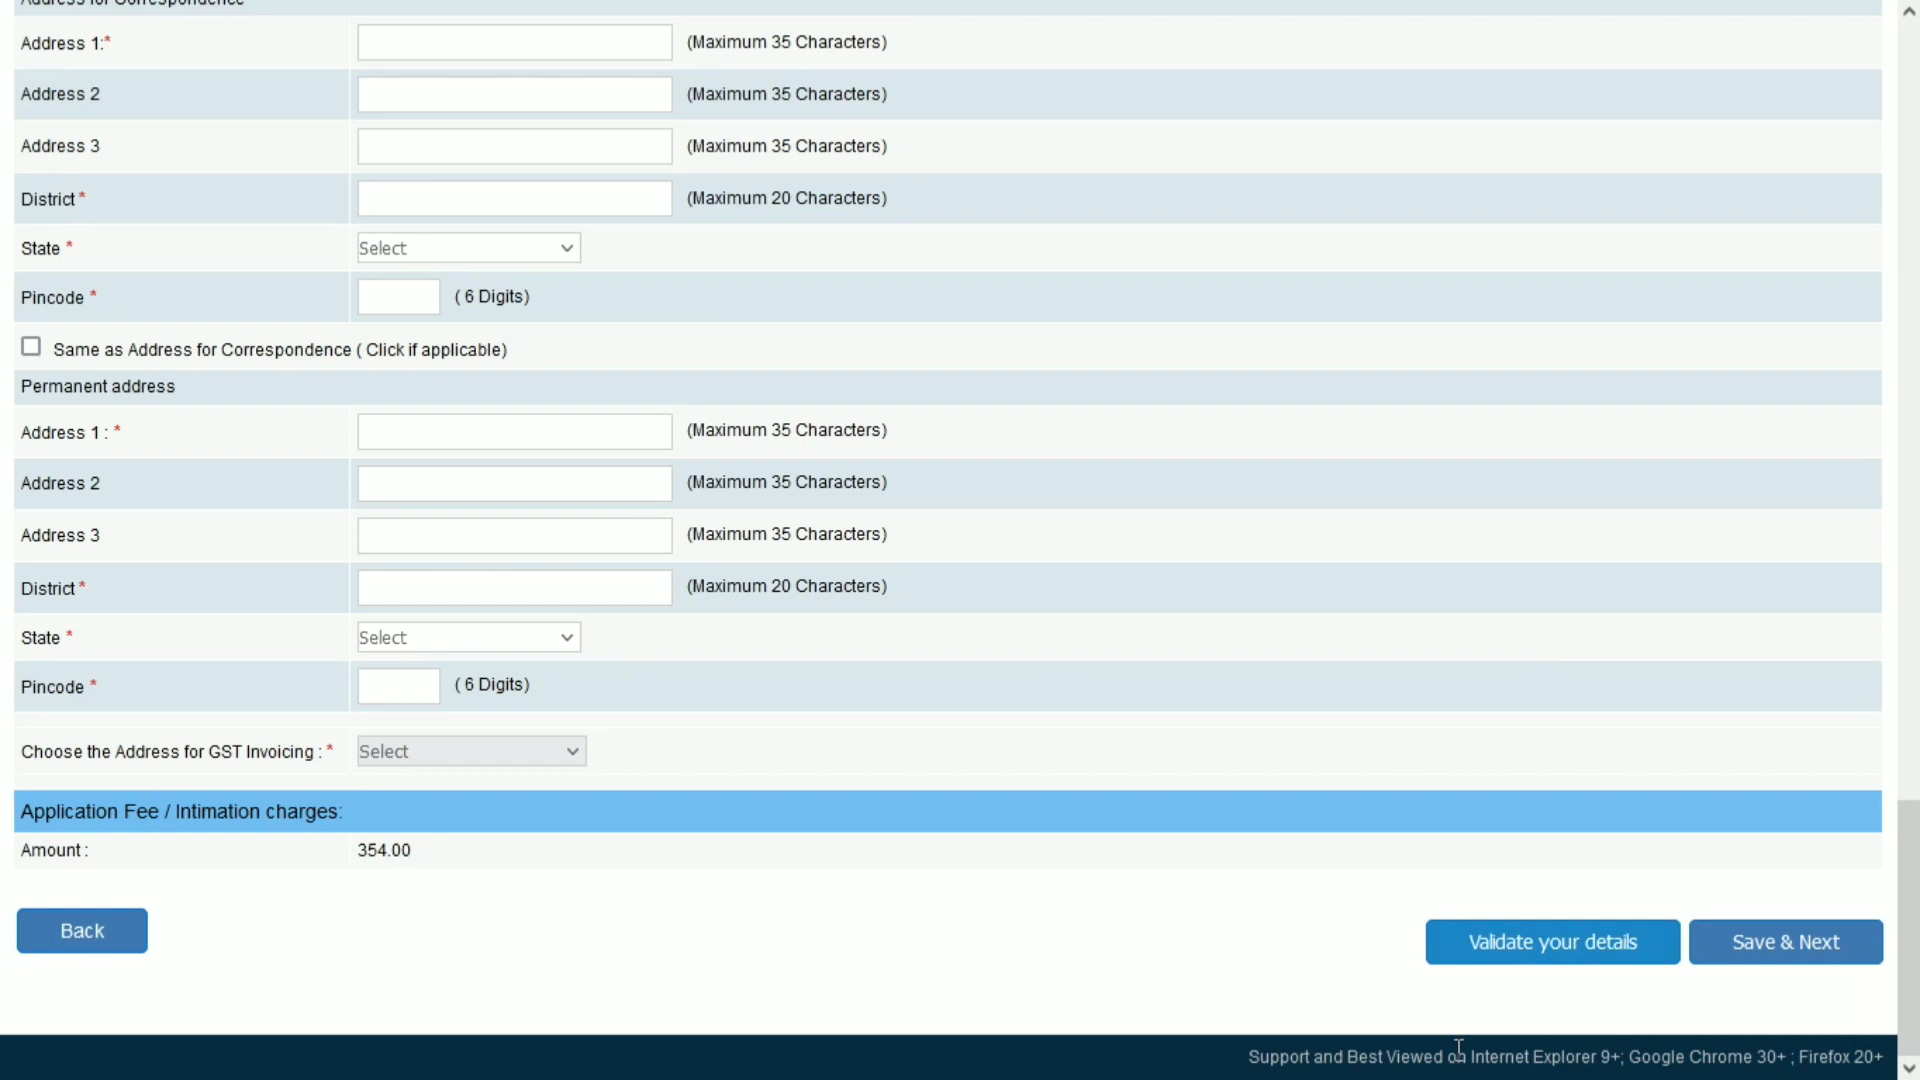 Address for Correspondence
Address 1:* (Maximum 35 Characters)
Address 2 (Maximum 35 Characters)
Address 3 (Maximum 35 Characters)
District * (Maximum 20 Characters)
State * Select
Pincode * ( 6 Digits)
Same as Address for Correspondence ( Click if applicable)
Permanent address
Address 1 : * (Maximum 35 Characters)
Address 2 (Maximum 35 Characters)
Address 3 (Maximum 35 Characters)
District * (Maximum 20 Characters)
State * Select
Pincode * ( 6 Digits)
Choose the Address for GST Invoicing : * Select
Application Fee / Intimation charges:
Amount : 354.00
Back
Validate your details Save & Next
Support and Best Viewed on Internet Explorer 9+; Google Chrome 30+ ; Firefox 20+